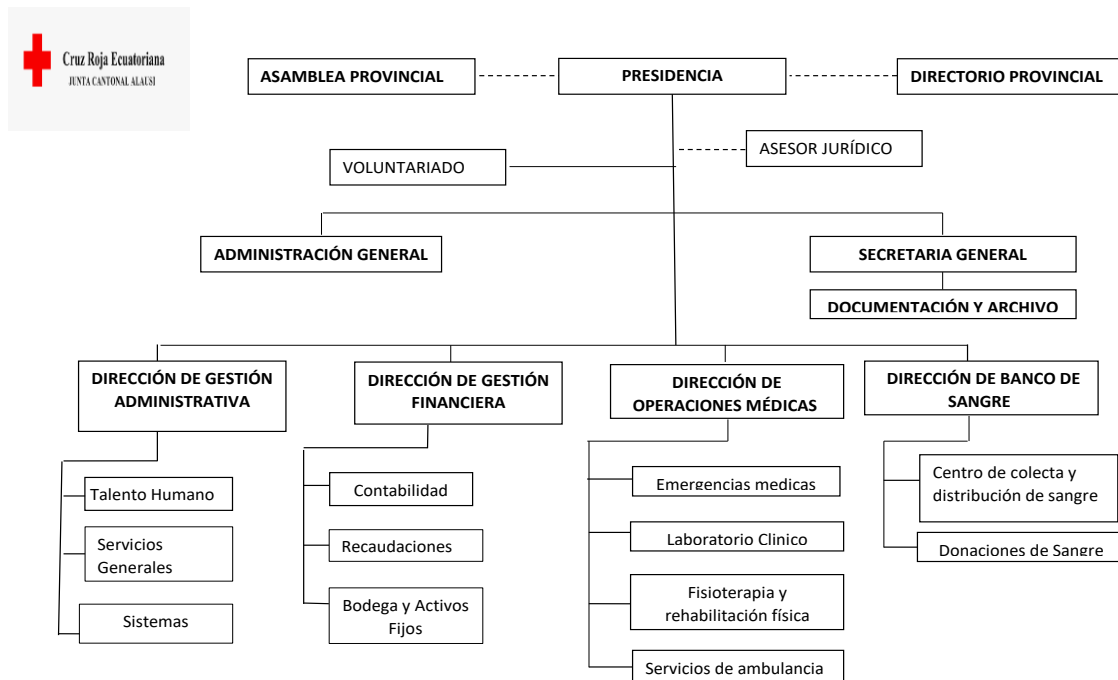 Cruz Roja Ecuatoriana
JUNTA CANTONAL ALAUSI
ASAMBLEA PROVINCIAL
PRESIDENCIA
DIRECTORIO PROVINCIAL
ASESOR JURÍDICO
VOLUNTARIADO
ADMINISTRACIÓN GENERAL
SECRETARIA GENERAL
DOCUMENTACIÓN Y ARCHIVO
DIRECCIÓN DE GESTIÓN
ADMINISTRATIVA
DIRECCIÓN DE GESTIÓN
FINANCIERA
DIRECCIÓN DE
OPERACIONES MÉDICAS
DIRECCIÓN DE BANCO DE
SANGRE
Talento Humano
Servicios
Generales
Sistemas
Contabilidad
Recaudaciones
Bodega y Activos
Fijos
Emergencias medicas
Laboratorio Clinico
Fisioterapia y
rehabilitación física
Servicios de ambulancia
Centro de colecta y
distribución de sangre
Donaciones de Sangre